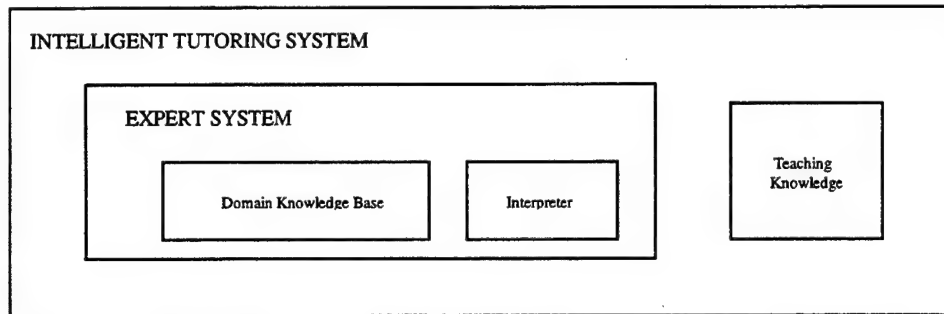 INTELLIGENT TUTORING SYSTEM
EXPERT SYSTEM
Domain Knowledge Base
Interpreter
Teaching
Knowledge